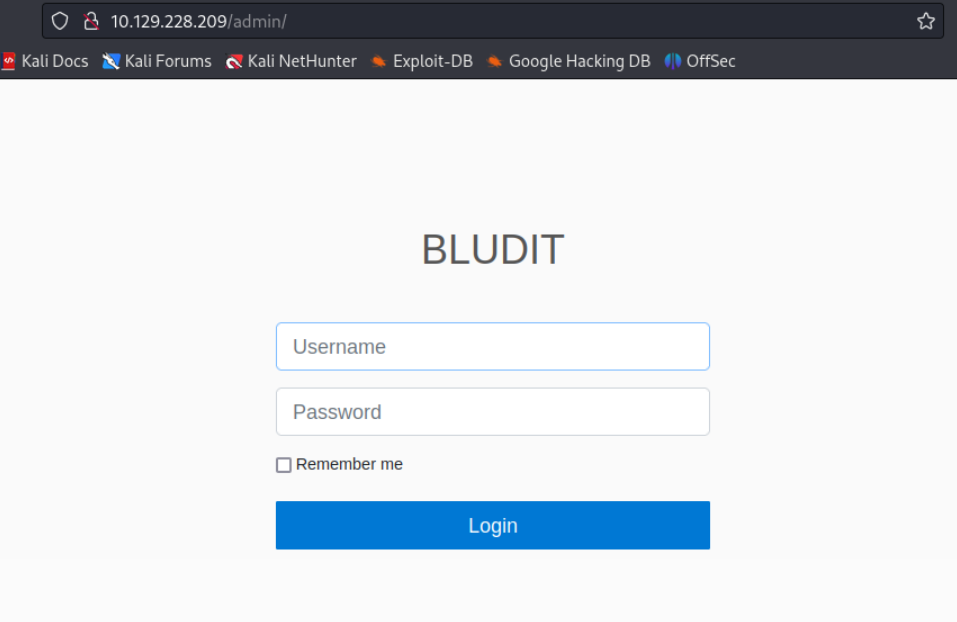 10.129.228.209/admin/
Kali Docs Kali Forums Kali NetHunter Exploit-DB Google Hacking DB OffSec
BLUDIT
Username
Password
Remember me
Login